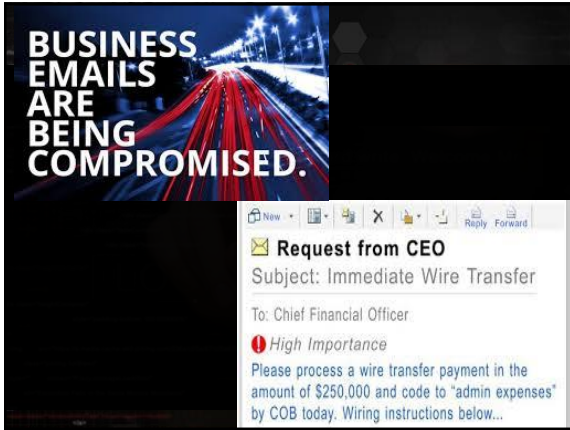 BUSINESS
EMAILS
ARE
BEING
COMPROMISED.
New
Reply Forward
Request from CEO
Subject: Immediate Wire Transfer
To: Chief Financial Officer
High Importance
Please process a wire transfer payment in the
amount of $250,000 and code to “admin expenses”
by COB today. Wiring instructions below...